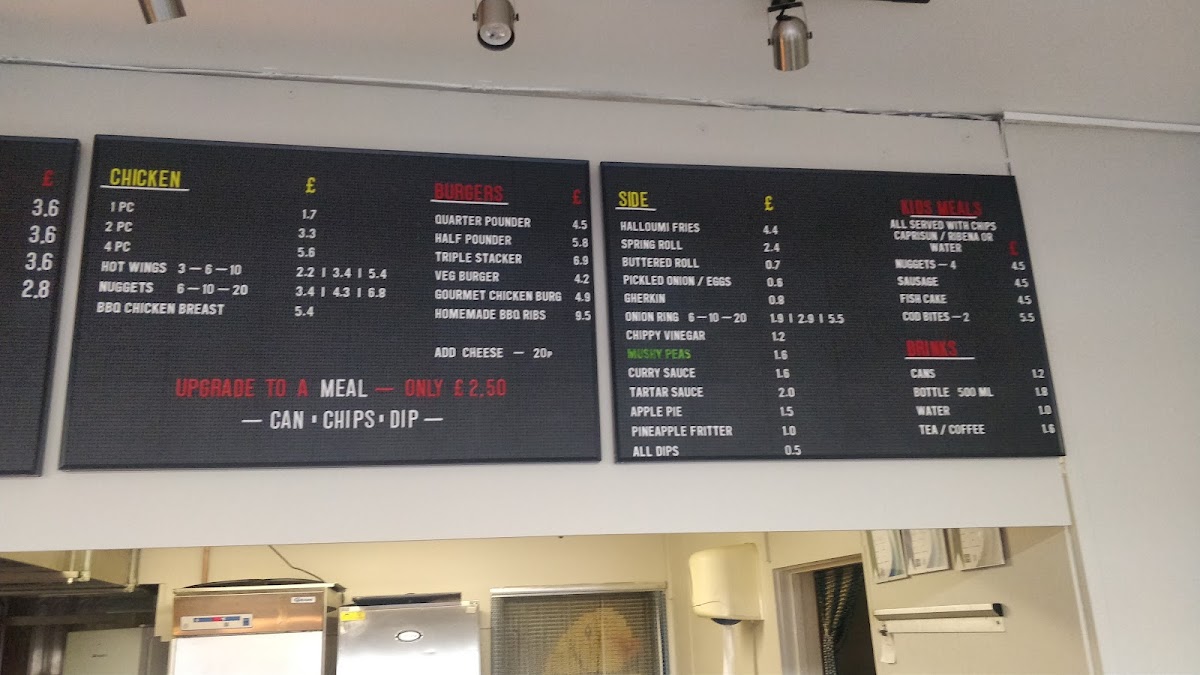 £
3.6
3.6
3.6
2.8
CHICKEN £
1 PC 1.7
2 PC 3.3
4 PC 5.6
HOT WINGS 3 – 6 – 10 2.2 | 3.4 | 5.4
NUGGETS 6 – 10 – 20 3.4 | 4.3 | 6.8
BBQ CHICKEN BREAST 5.4
BURGERS £
QUARTER POUNDER 4.5
HALF POUNDER 5.8
TRIPLE STACKER 6.9
VEG BURGER 4.2
GOURMET CHICKEN BURG 4.9
HOMEMADE BBQ RIBS 9.5
ADD CHEESE – 20p
UPGRADE TO A MEAL – ONLY £2,50
– CAN • CHIPS • DIP –
SIDE £
HALLOUMI FRIES 4.4
SPRING ROLL 2.4
BUTTERED ROLL 0.7
PICKLED ONION / EGGS 0.6
GHERKIN 0.8
ONION RING 6 – 10 – 20 1.9 | 2.9 | 5.5
CHIPPY VINEGAR 1.2
MUSHY PEAS 1.6
CURRY SAUCE 1.6
TARTAR SAUCE 2.0
APPLE PIE 1.5
PINEAPPLE FRITTER 1.0
ALL DIPS 0.5
KIDS MEALS
ALL SERVED WITH CHIPS
CAPRISUN / RIBENA OR
WATER £
NUGGETS – 4 4.5
SAUSAGE 4.5
FISH CAKE 4.5
COD BITES – 2 5.5
DRINKS
CANS 1.2
BOTTLE 500 ML 1.8
WATER 1.0
TEA / COFFEE 1.6